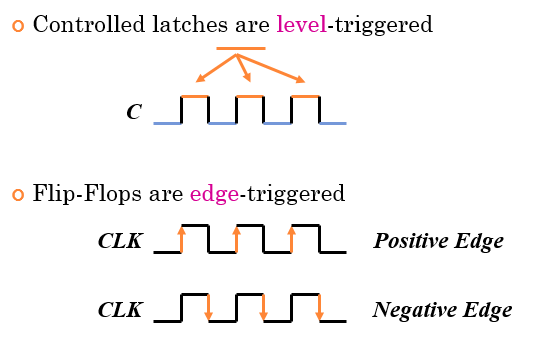 Controlled latches are level-triggered
C
Flip-Flops are edge-triggered
CLK Positive Edge
CLK Negative Edge